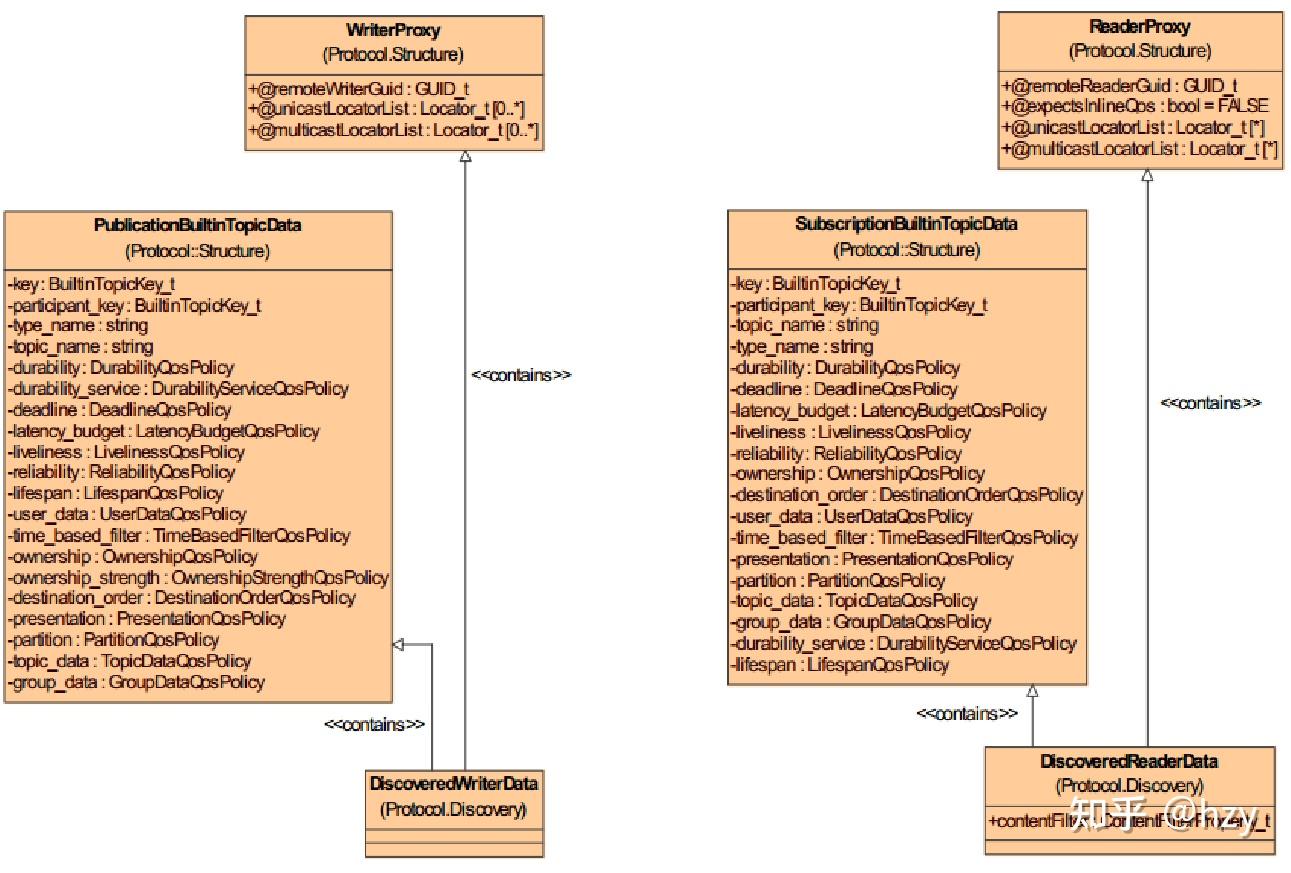 WriterProxy
(Protocol.Structure)
+@remoteWriterGuid : GUID_t
+@unicastLocatorList : Locator_t [0..*]
+@multicastLocatorList : Locator_t [0..*]
ReaderProxy
(Protocol.Structure)
+@remoteReaderGuid : GUID_t
+@expectsInlineQos : bool = FALSE
+@unicastLocatorList : Locator_t [*]
+@multicastLocatorList : Locator_t [*]
PublicationBuiltinTopicData
(Protocol::Structure)
-key : BuiltinTopicKey_t
-participant_key : BuiltinTopicKey_t
-type_name : string
-topic_name : string
-durability : DurabilityQosPolicy
-durability_service : DurabilityServiceQosPolicy
-deadline : DeadlineQosPolicy
-latency_budget : LatencyBudgetQosPolicy
-liveliness : LivelinessQosPolicy
-reliability : ReliabilityQosPolicy
-lifespan : LifespanQosPolicy
-user_data : UserDataQosPolicy
-time_based_filter : TimeBasedFilterQosPolicy
-ownership : OwnershipQosPolicy
-ownership_strength : OwnershipStrengthQosPolicy
-destination_order : DestinationOrderQosPolicy
-presentation : PresentationQosPolicy
-partition : PartitionQosPolicy
-topic_data : TopicDataQosPolicy
-group_data : GroupDataQosPolicy
<<contains>>
<<contains>>
DiscoveredWriterData
(Protocol.Discovery)
SubscriptionBuiltinTopicData
(Protocol::Structure)
-key : BuiltinTopicKey_t
-participant_key : BuiltinTopicKey_t
-topic_name : string
-type_name : string
-durability : DurabilityQosPolicy
-deadline : DeadlineQosPolicy
-latency_budget : LatencyBudgetQosPolicy
-liveliness : LivelinessQosPolicy
-reliability : ReliabilityQosPolicy
-ownership : OwnershipQosPolicy
-destination_order : DestinationOrderQosPolicy
-user_data : UserDataQosPolicy
-time_based_filter : TimeBasedFilterQosPolicy
-presentation : PresentationQosPolicy
-partition : PartitionQosPolicy
-topic_data : TopicDataQosPolicy
-group_data : GroupDataQosPolicy
-durability_service : DurabilityServiceQosPolicy
-lifespan : LifespanQosPolicy
<<contains>>
<<contains>>
DiscoveredReaderData
(Protocol.Discovery)
+contentFilter : ContentFilterProperty_t
知乎 @hzy